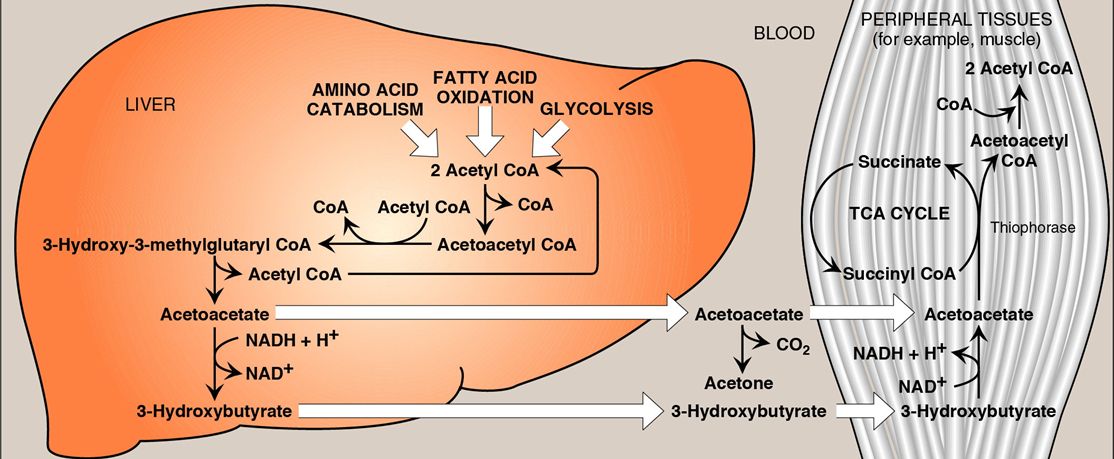 LIVER
AMINO ACID
CATABOLISM
FATTY ACID
OXIDATION
GLYCOLYSIS
2 Acetyl CoA
CoA
Acetyl CoA
CoA
3-Hydroxy-3-methylglutaryl CoA
Acetoacetyl CoA
Acetyl CoA
Acetoacetate
NADH + H+
NAD+
3-Hydroxybutyrate
BLOOD
Acetoacetate
CO2
Acetone
3-Hydroxybutyrate
PERIPHERAL TISSUES
(for example, muscle)
2 Acetyl CoA
CoA
Acetoacetyl
CoA
Succinate
TCA CYCLE
Thiophorase
Succinyl CoA
Acetoacetate
NADH + H+
NAD+
3-Hydroxybutyrate